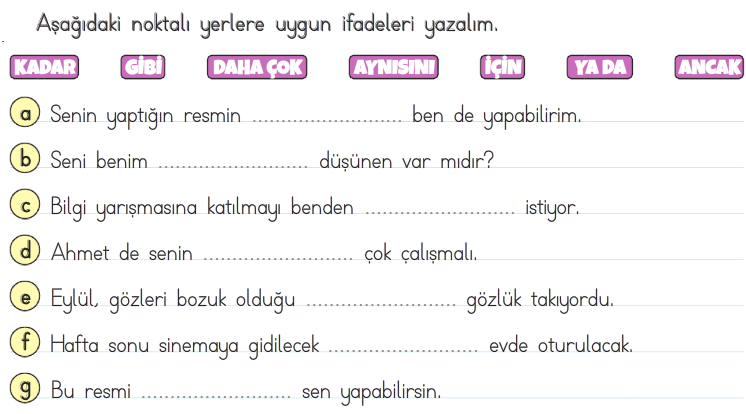 Aşağıdaki noktalı yerlere uygun ifadeleri yazalım.
KADAR GİBİ DAHA ÇOK AYNISINI İÇİN YA DA ANCAK
a Senin yaptığın resmin .............................. ben de yapabilirim.
b Seni benim .............................. düşünen var mıdır?
c Bilgi yarışmasına katılmayı benden .............................. istiyor.
d Ahmet de senin .............................. çok çalışmalı.
e Eylül, gözleri bozuk olduğu .............................. gözlük takıyordu.
f Hafta sonu sinemaya gidilecek .............................. evde oturulacak.
g Bu resmi .............................. sen yapabilirsin.